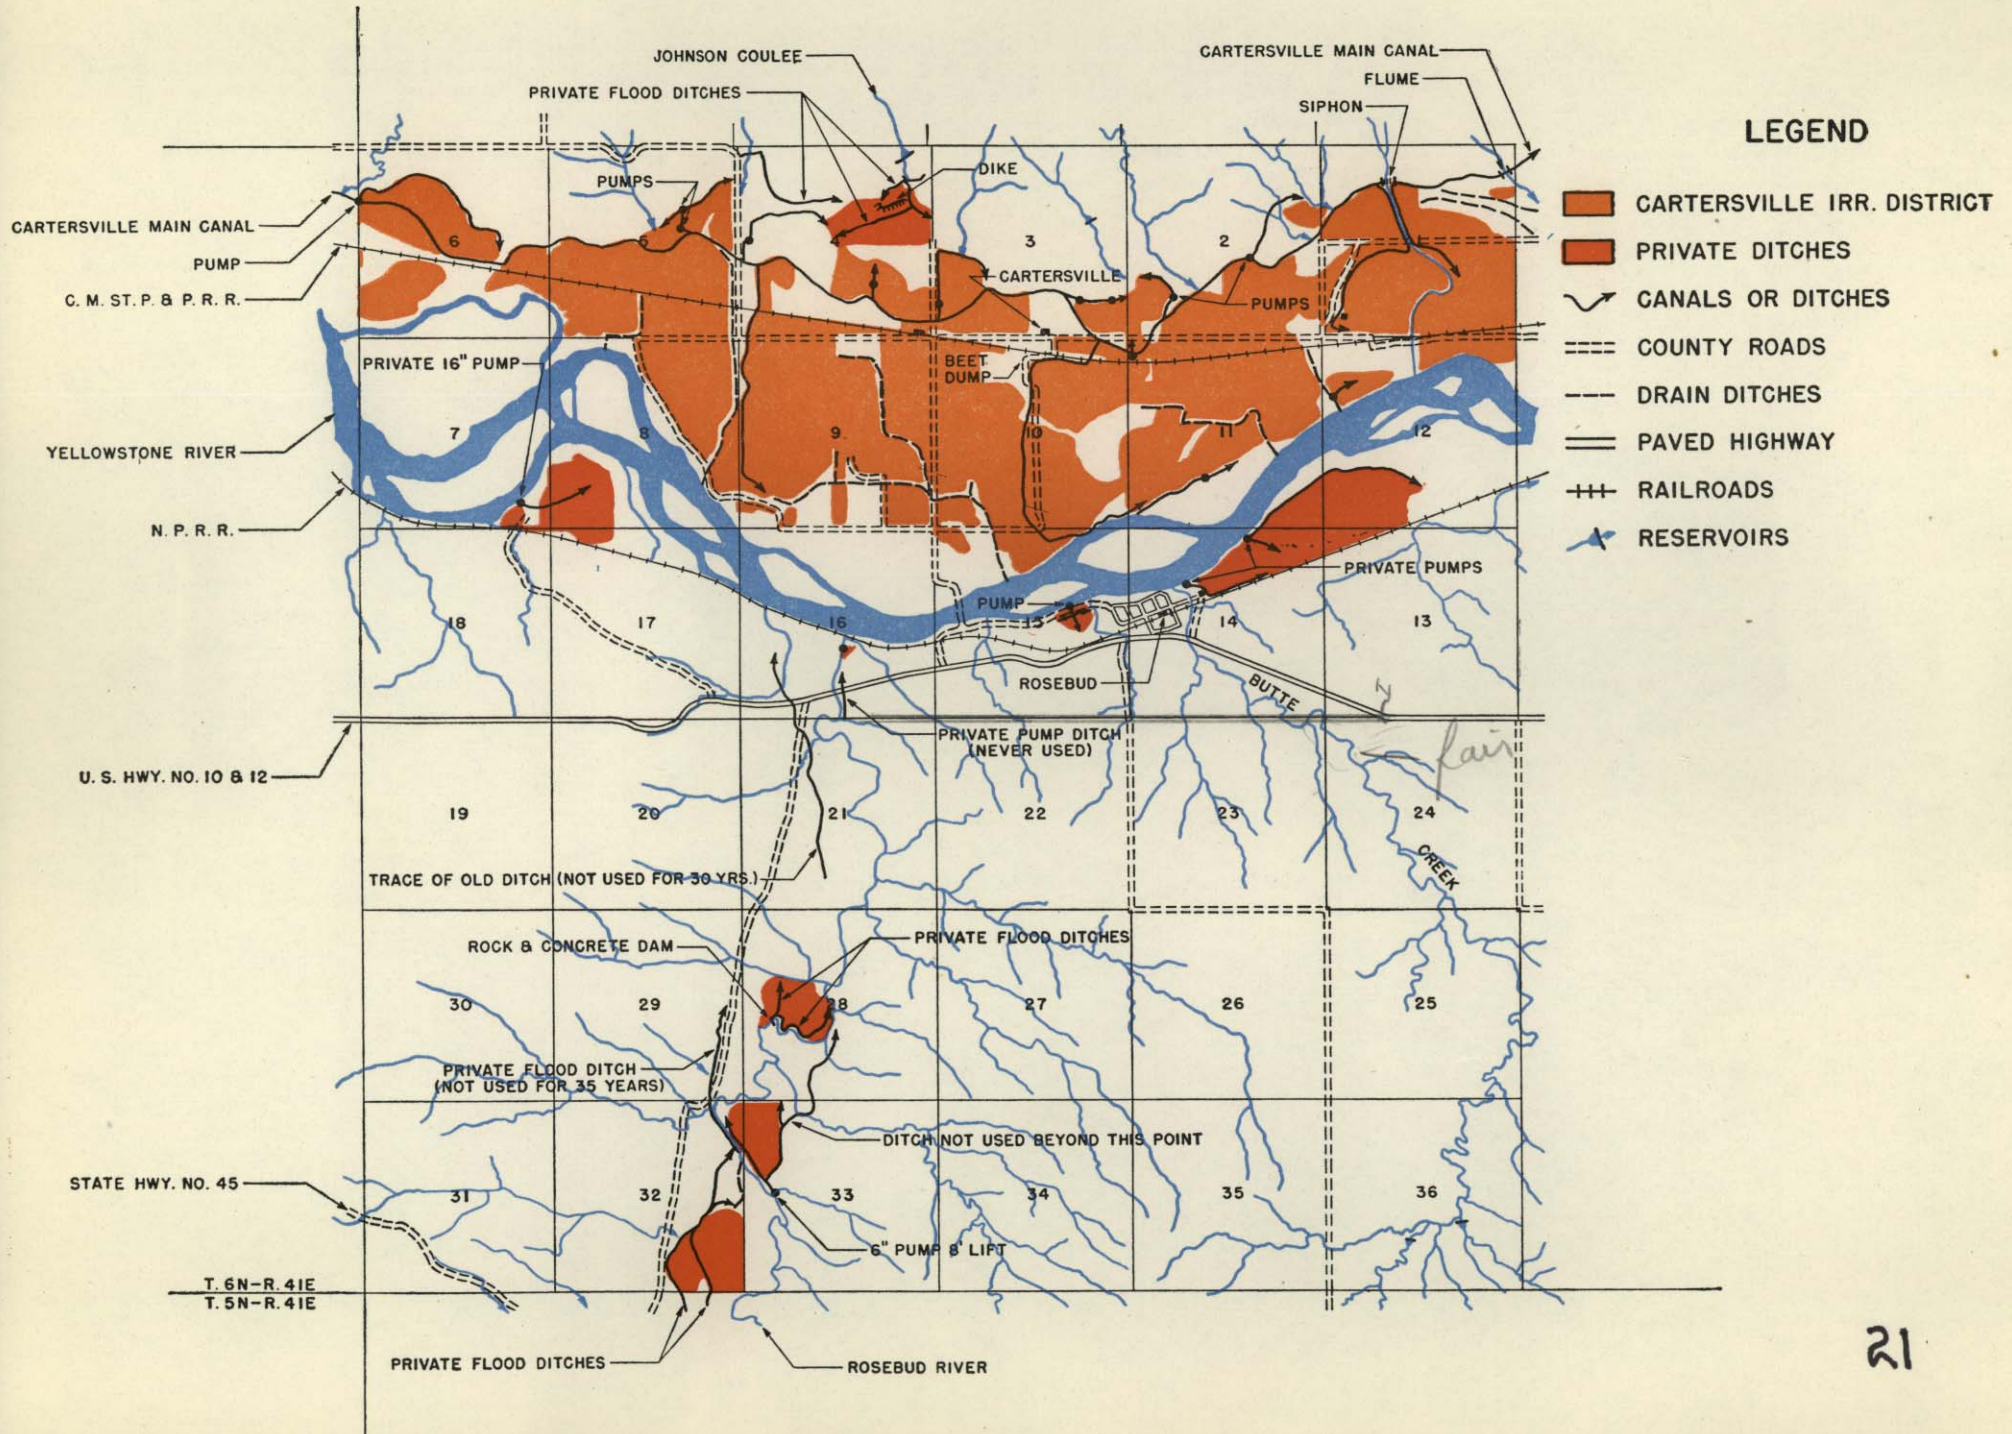 JOHNSON COULEE
CARTERSVILLE MAIN CANAL
FLUME
PRIVATE FLOOD DITCHES
SIPHON
LEGEND
CARTERSVILLE IRR. DISTRICT
PRIVATE DITCHES
CANALS OR DITCHES
COUNTY ROADS
DRAIN DITCHES
PAVED HIGHWAY
RAILROADS
RESERVOIRS
DIKE
PUMPS
CARTERSVILLE MAIN CANAL
PUMP
C. M. ST. P. & P. R. R.
6
5
4
3
2
CARTERSVILLE
PUMPS
PRIVATE 16" PUMP
BEET
DUMP
YELLOWSTONE RIVER
7
8
9
10
11
12
N. P. R. R.
PRIVATE PUMPS
PUMP
18
17
16
15
14
13
ROSEBUD
BUTTE
PRIVATE PUMP DITCH
(NEVER USED)
fair
U. S. HWY. NO. 10 & 12
19
20
21
22
23
24
CREEK
TRACE OF OLD DITCH (NOT USED FOR 30 YRS.)
ROCK & CONCRETE DAM
PRIVATE FLOOD DITCHES
30
29
28
27
26
25
PRIVATE FLOOD DITCH
(NOT USED FOR 35 YEARS)
DITCH NOT USED BEYOND THIS POINT
STATE HWY. NO. 45
31
32
33
34
35
36
6" PUMP 8' LIFT
T. 6N-R. 41E
T. 5N-R. 41E
PRIVATE FLOOD DITCHES
ROSEBUD RIVER
21